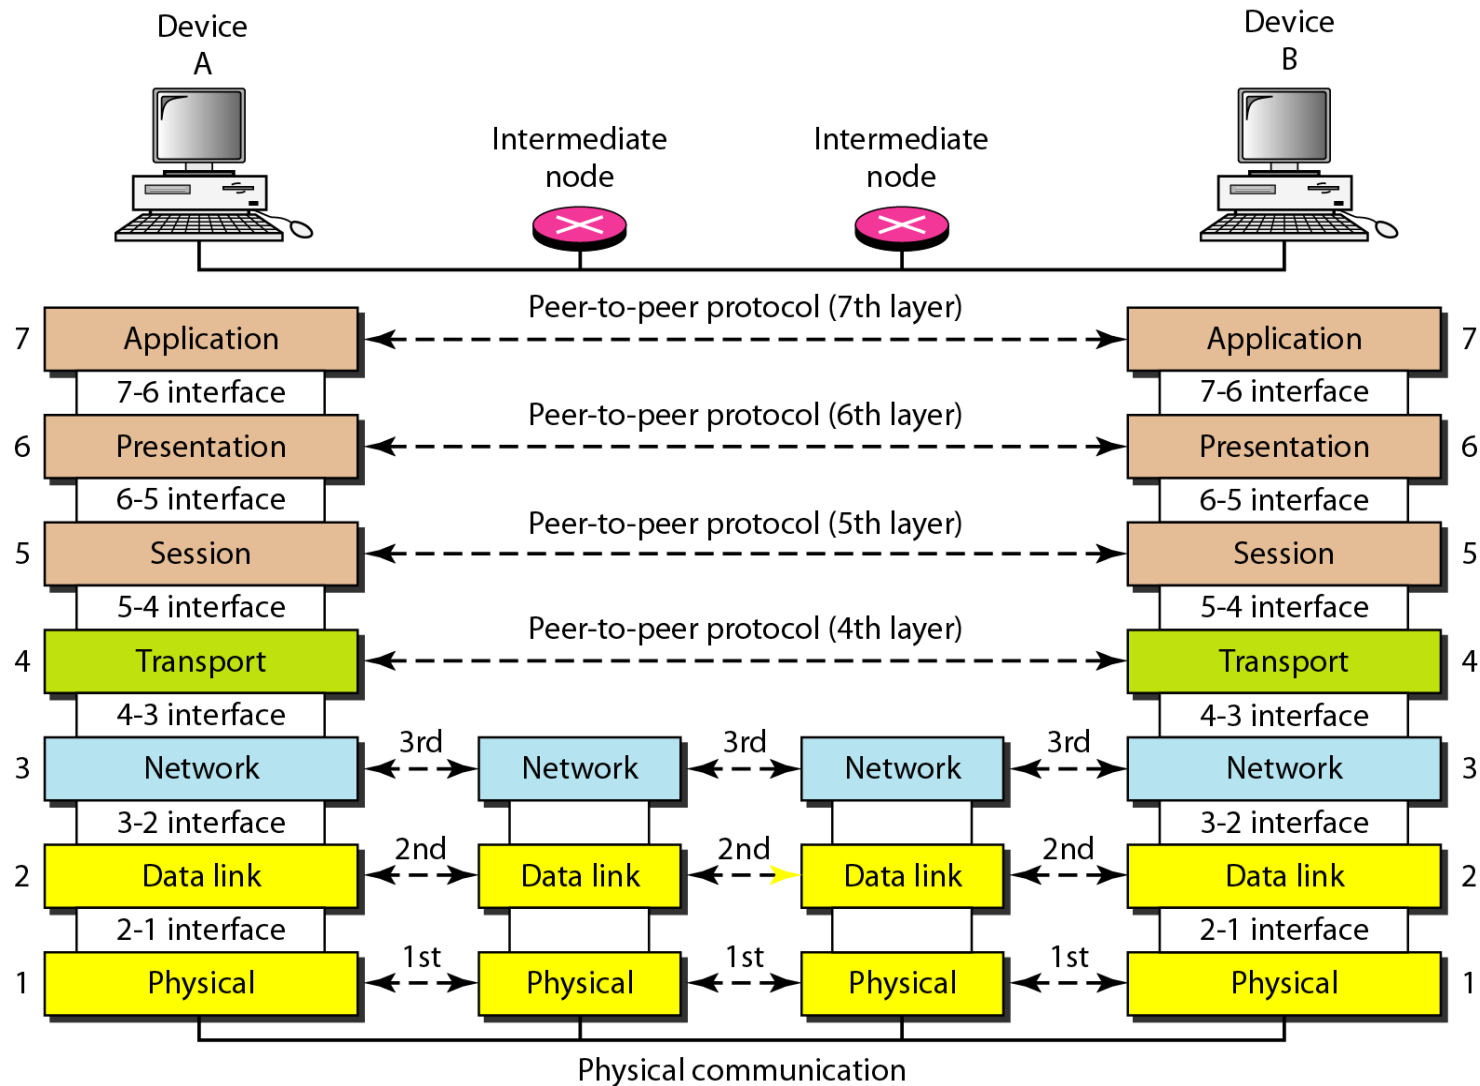 Device
A
Device
B
Intermediate
node
Intermediate
node
Peer-to-peer protocol (7th layer)
7
Application
Application
7
7-6 interface
7-6 interface
Peer-to-peer protocol (6th layer)
6
Presentation
Presentation
6
6-5 interface
6-5 interface
Peer-to-peer protocol (5th layer)
5
Session
Session
5
5-4 interface
5-4 interface
Peer-to-peer protocol (4th layer)
4
Transport
Transport
4
4-3 interface
4-3 interface
3rd
3rd
3rd
3
Network
Network
Network
Network
3
3-2 interface
3-2 interface
2nd
2nd
2nd
2
Data link
Data link
Data link
Data link
2
2-1 interface
2-1 interface
1st
1st
1st
1
Physical
Physical
Physical
Physical
1
Physical communication